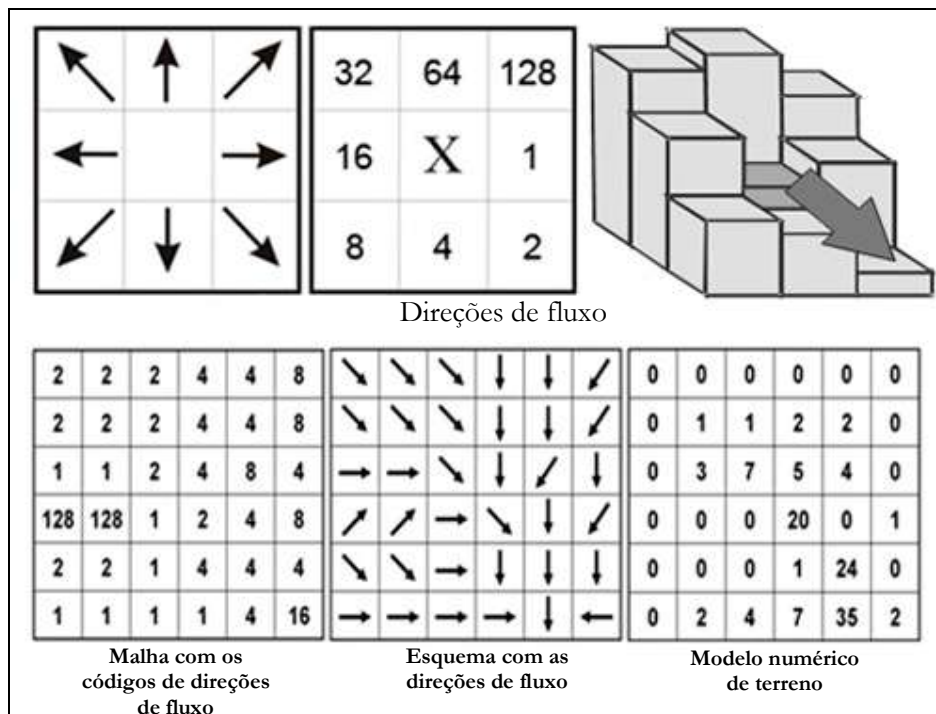 32 64 128
16 X 1
8 4 2
Direções de fluxo
2 2 2 4 4 8
2 2 2 4 4 8
1 1 2 4 8 4
128 128 1 2 4 8
2 2 1 4 4 4
1 1 1 1 4 16
0 0 0 0 0 0
0 1 1 2 2 0
0 3 7 5 4 0
0 0 0 20 0 1
0 0 0 1 24 0
0 2 4 7 35 2
Malha com os
códigos de direções
de fluxo
Esquema com as
direções de fluxo
Modelo numérico
de terreno